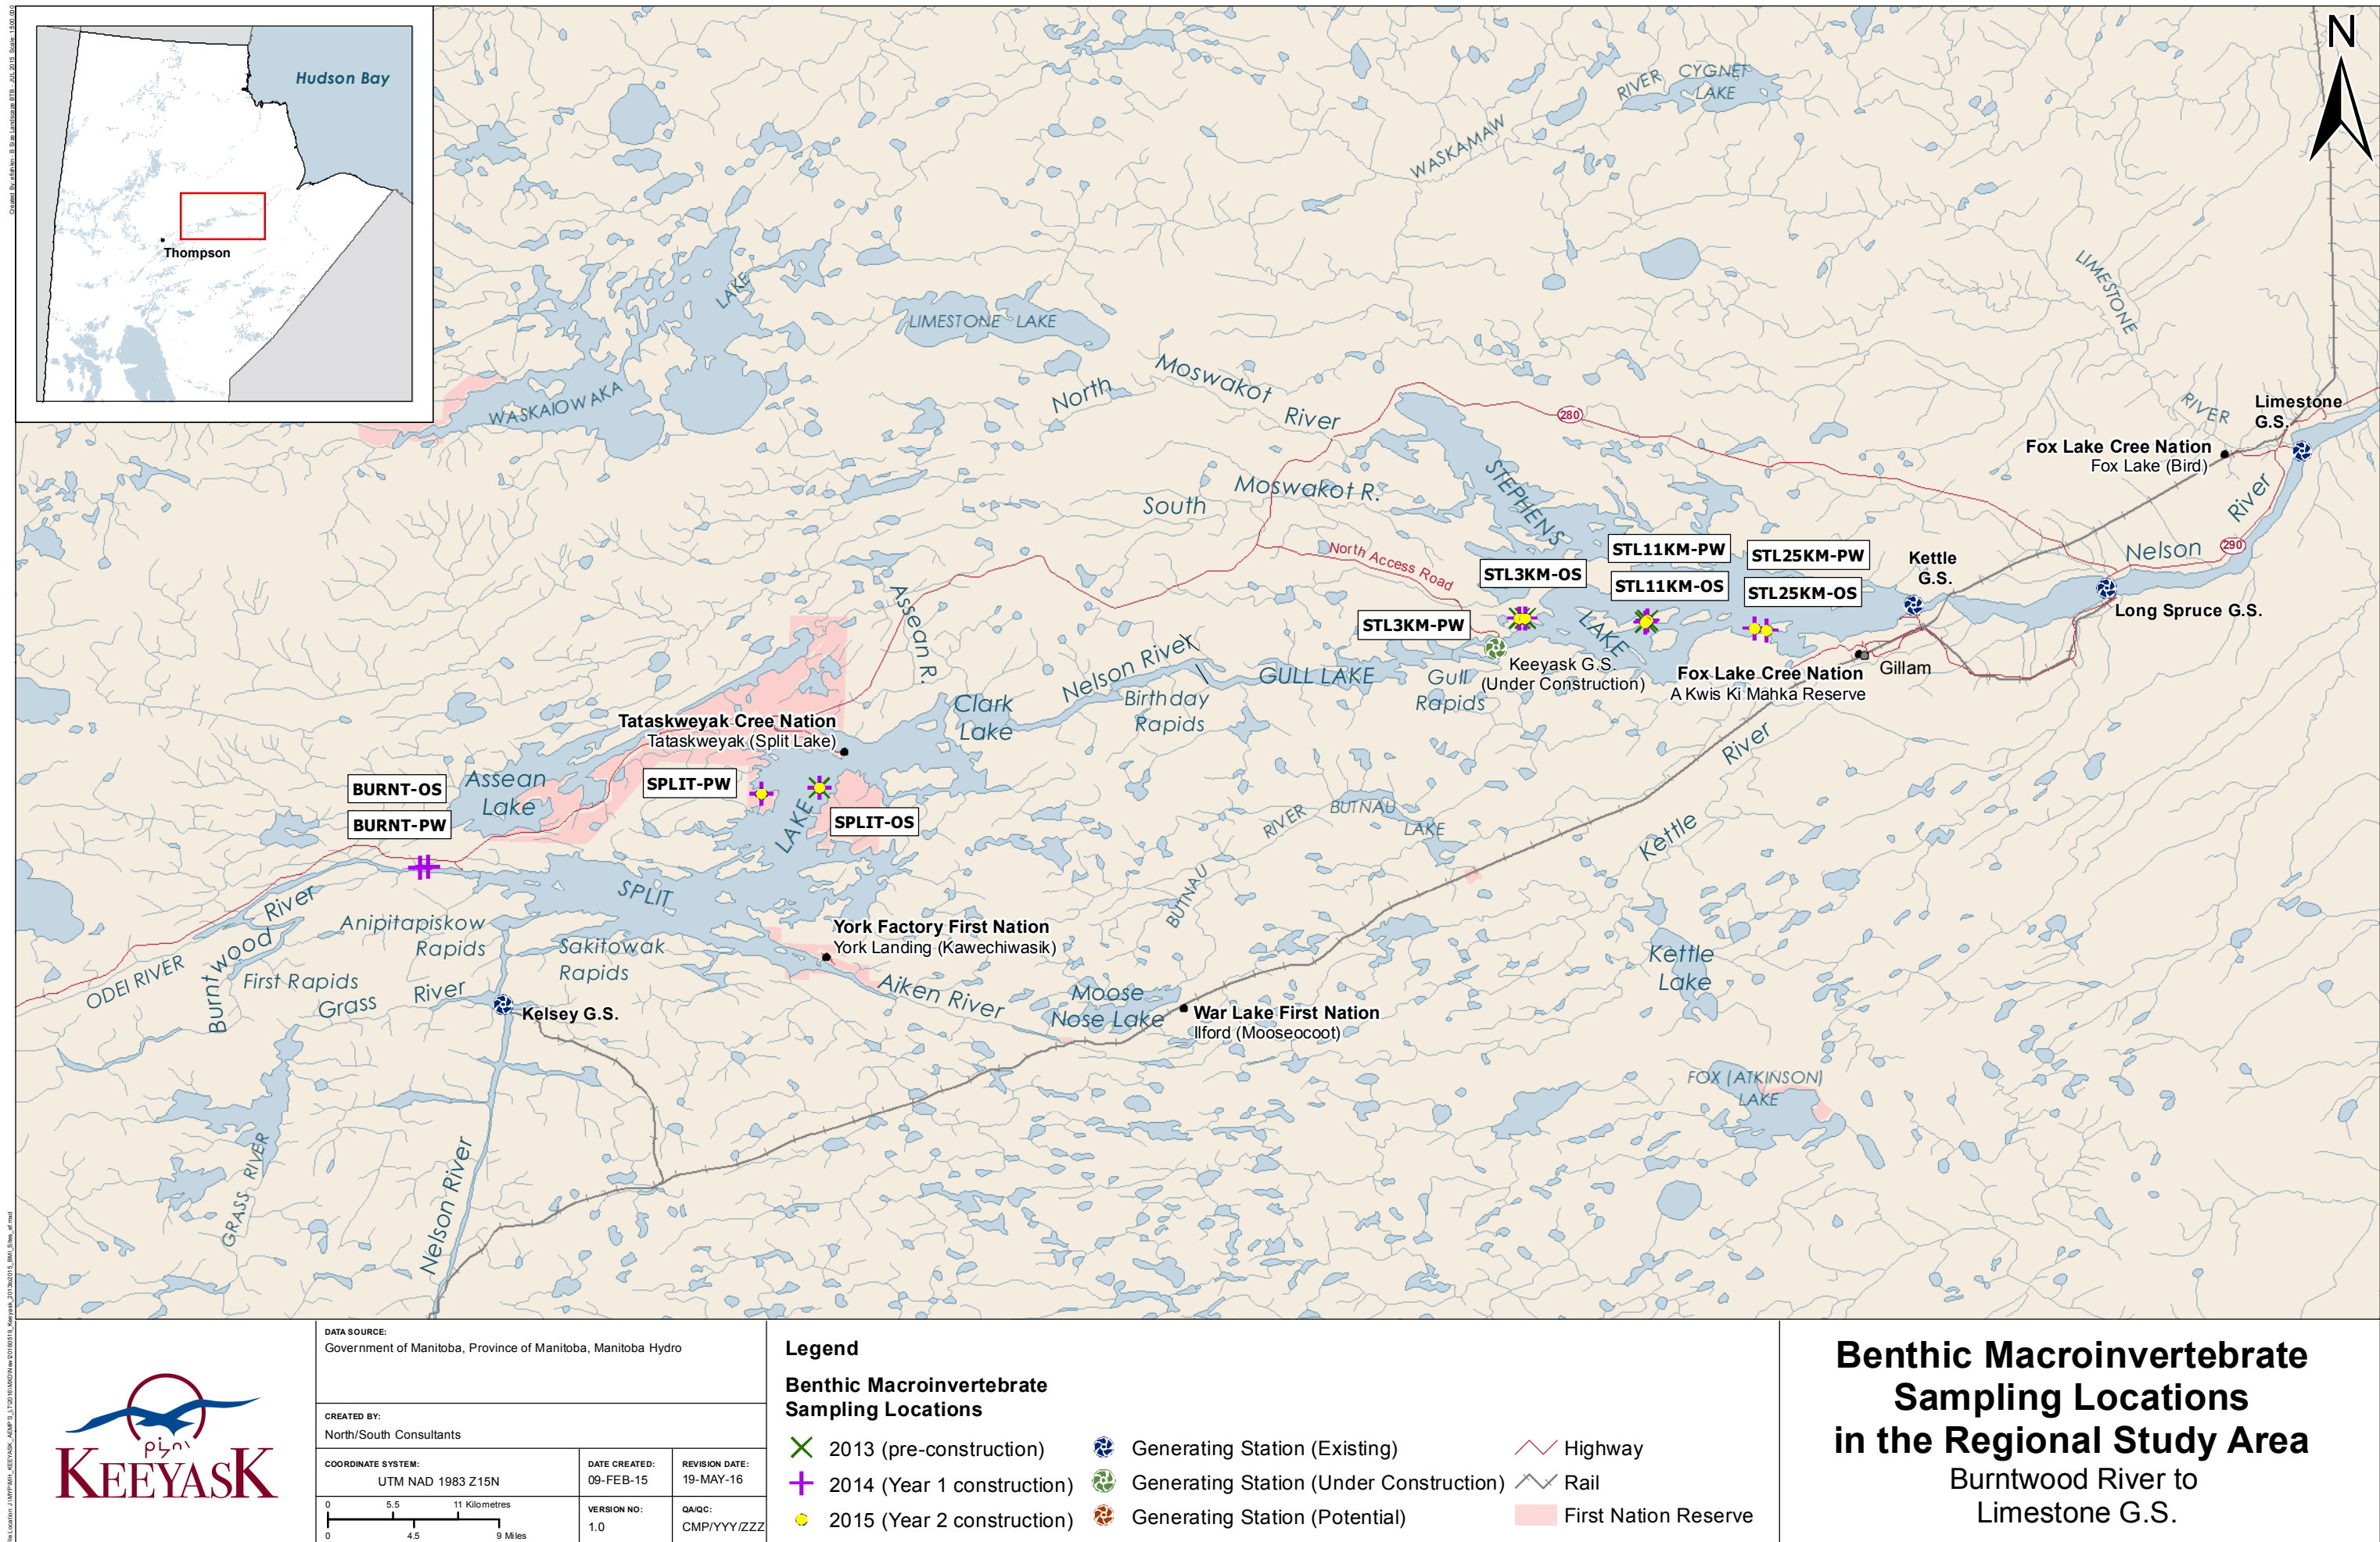 Hudson Bay
Thompson
N
RIVER
CYGNET
LAKE
WASKAMAW
LIMESTONE
RIVER
LAKE
LIMESTONE LAKE
WASKAIOWAKA
North
Moswakot
River
280
Limestone
G.S.
Fox Lake Cree Nation
Fox Lake (Bird)
STEPHENS
LAKE
South
Moswakot R.
River
Nelson
290
North Access Road
STL11KM-PW
STL25KM-PW
STL3KM-OS
STL11KM-OS
STL25KM-OS
Kettle
G.S.
Long Spruce G.S.
STL3KM-PW
Assean R.
Nelson River
GULL LAKE
Gull
Rapids
Keeyask G.S.
(Under Construction)
Fox Lake Cree Nation
A Kwis Ki Mahka Reserve
Gillam
Clark
Lake
Birthday
Rapids
Tataskweyak Cree Nation
Tataskweyak (Split Lake)
SPLIT-PW
BURNT-OS
BURNT-PW
Assean
Lake
SPLIT-OS
LAKE
SPLIT
River
Kettle
RIVER
BUTNAU
LAKE
BUTNAU
River
Burntwood
Anipitapiskow
Rapids
Sakitowak
Rapids
York Factory First Nation
York Landing (Kawechiwasik)
ODEI RIVER
First Rapids
Grass
River
Aiken River
Moose
Nose Lake
War Lake First Nation
Ilford (Mooseocoot)
Kettle
Lake
Kelsey G.S.
FOX (ATKINSON)
LAKE
GRASS RIVER
Nelson River
KEEYASK
DATA SOURCE:
Government of Manitoba, Province of Manitoba, Manitoba Hydro
CREATED BY:
North/South Consultants
COORDINATE SYSTEM:
UTM NAD 1983 Z15N
DATE CREATED:
09-FEB-15
REVISION DATE:
19-MAY-16
0 5.5 11 Kilometres
0 4.5 9 Miles
VERSION NO:
1.0
QA/QC:
CMP/YYY/ZZZ
Legend
Benthic Macroinvertebrate
Sampling Locations
2013 (pre-construction)
2014 (Year 1 construction)
2015 (Year 2 construction)
Generating Station (Existing)
Generating Station (Under Construction)
Generating Station (Potential)
Highway
Rail
First Nation Reserve
Benthic Macroinvertebrate
Sampling Locations
in the Regional Study Area
Burntwood River to
Limestone G.S.